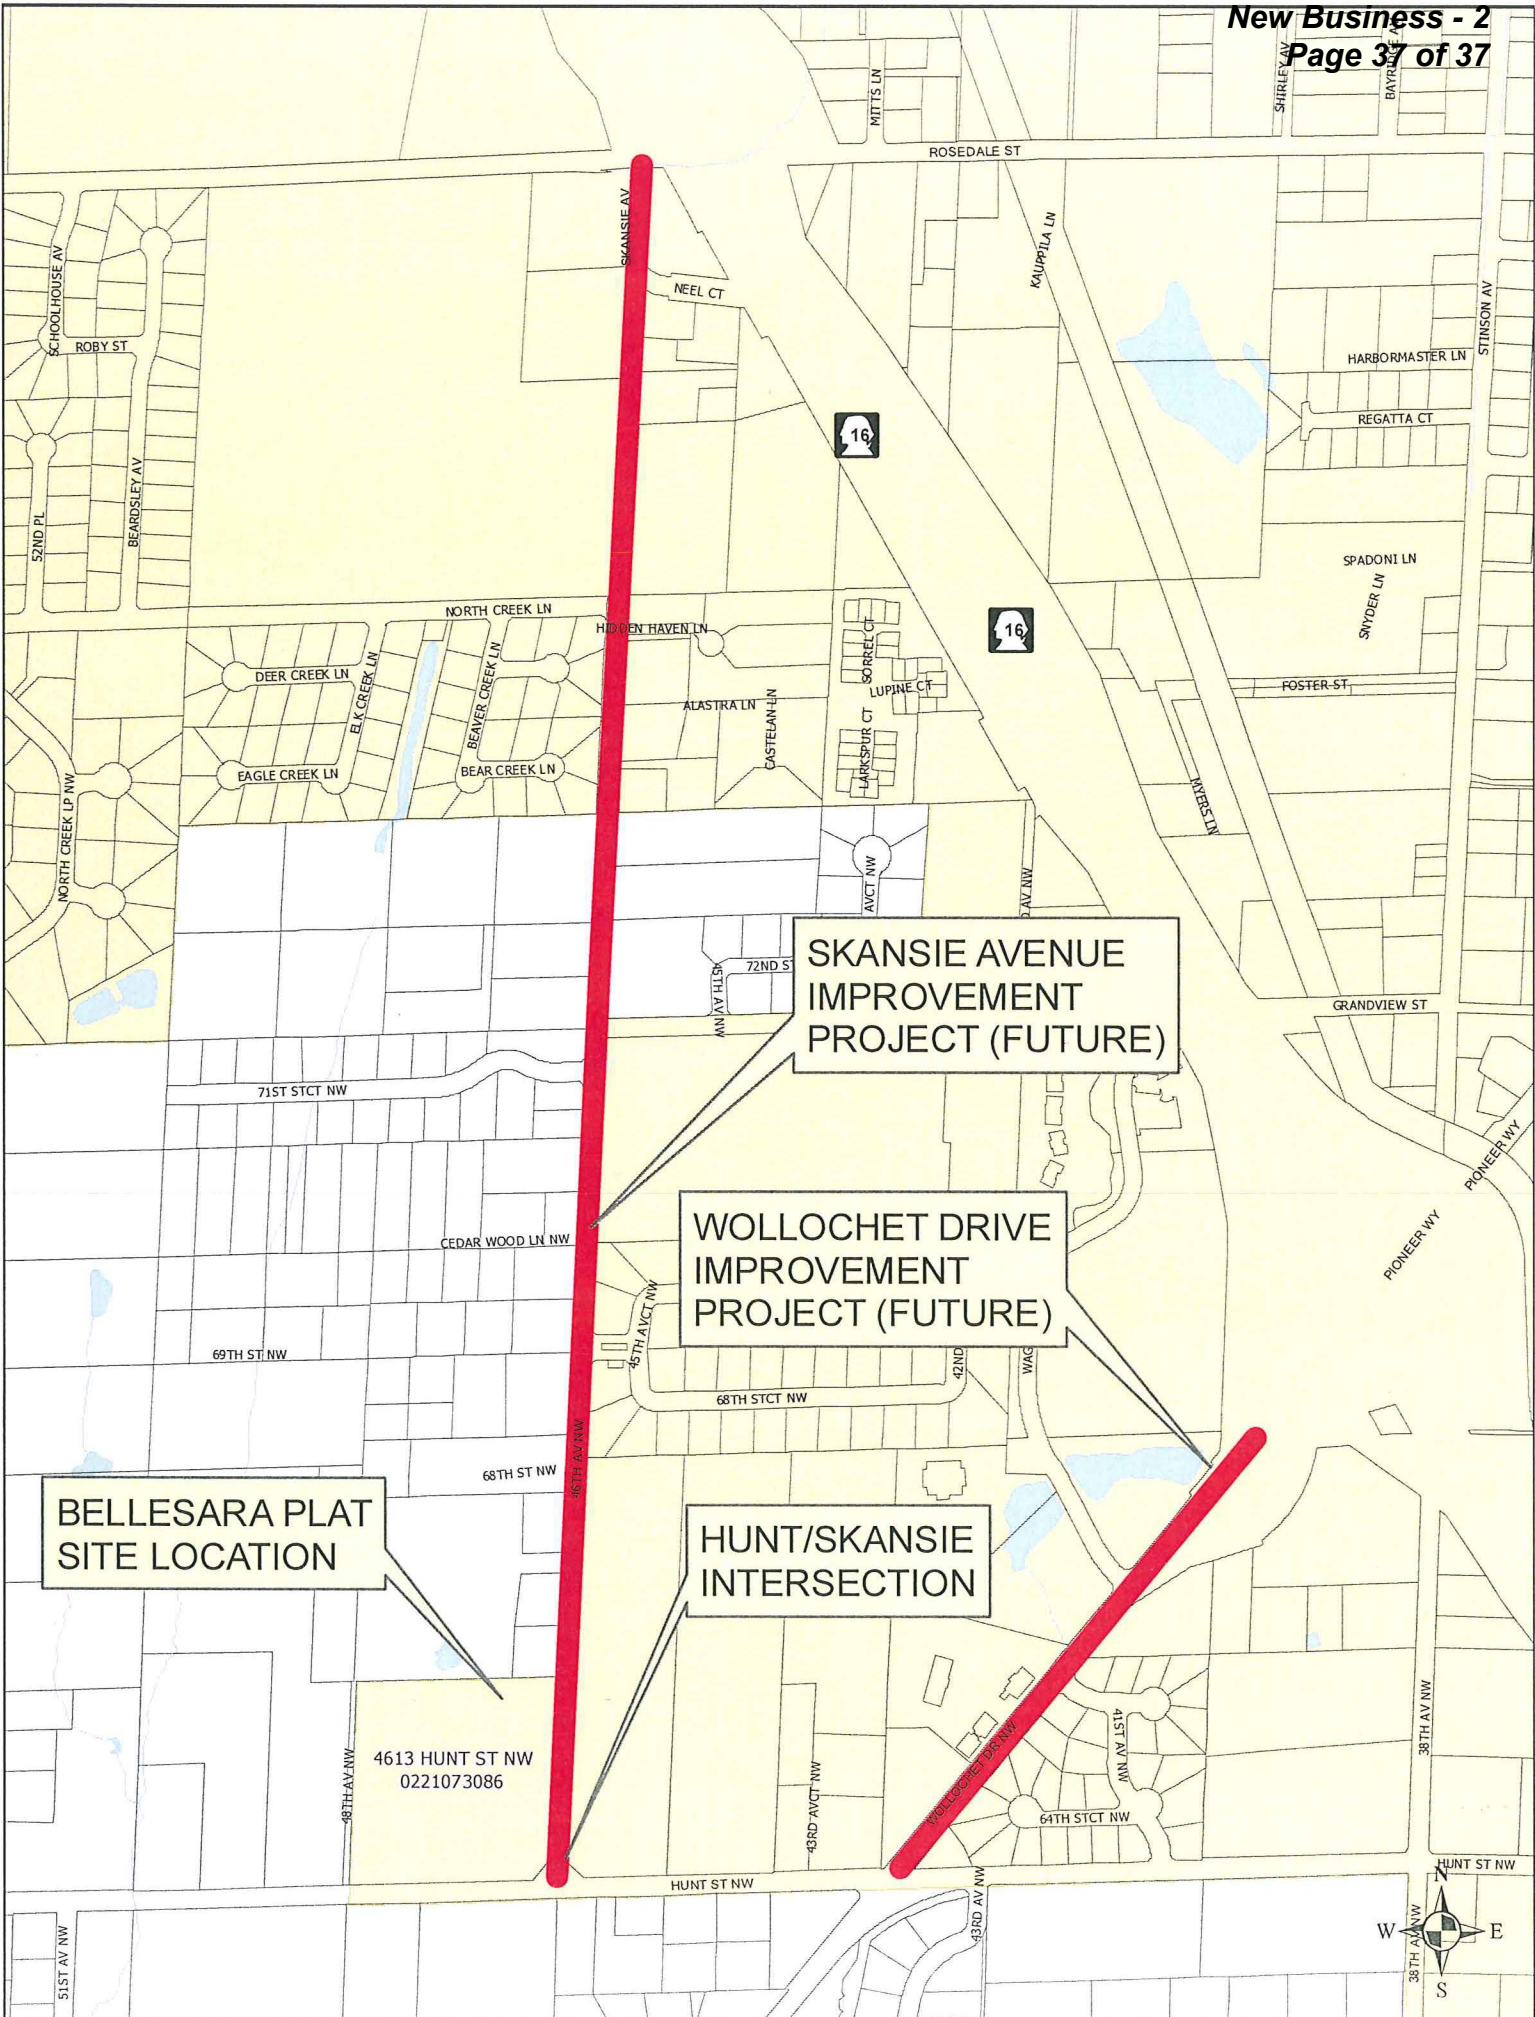 New Business - 2
Page 37 of 37
SHIRLEY AV
MITTS LN
ROSEDALE ST
SKANSIE AV
NEEL CT
KAUPPILA LN
SCHOOLHOUSE AV
ROBY ST
STINSON AV
HARBORMASTER LN
REGATTA CT
16
BEARDSLEY AV
52ND PL
SPADONI LN
SNYDER LN
16
NORTH CREEK LN
HIDDEN HAVEN LN
SORREL CT
DEER CREEK LN
ELK CREEK LN
BEAVER CREEK LN
LUPINE CT
FOSTER ST
ALASTRA LN
CASTELAN LN
LARKSPUR CT
EAGLE CREEK LN
BEAR CREEK LN
NORTH CREEK LP NW
MYERS LN
AVCT NW
AV NW
72ND S
45TH AV NW
SKANSIE AVENUE
IMPROVEMENT
PROJECT (FUTURE)
GRANDVIEW ST
71ST STCT NW
PIONEER WY
PIONEER WY
CEDAR WOOD LN NW
WOLLOCHET DRIVE
IMPROVEMENT
PROJECT (FUTURE)
45TH AVCT NW
69TH ST NW
42ND
WAG
68TH STCT NW
46TH AV NW
68TH ST NW
BELLESARA PLAT
SITE LOCATION
HUNT/SKANSIE
INTERSECTION
4613 HUNT ST NW
0221073086
48TH AV NW
43RD AVCT NW
WOLLOCHET DR NW
41ST AV NW
64TH STCT NW
38TH AV NW
HUNT ST NW
HUNT ST NW
43RD AV NW
51ST AV NW
38TH AV NW
N
W
E
S